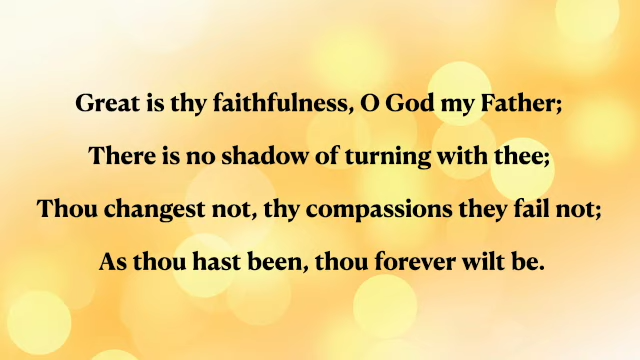 Great is thy faithfulness, O God my Father;
There is no shadow of turning with thee;
Thou changest not, thy compassions they fail not;
As thou hast been, thou forever wilt be.